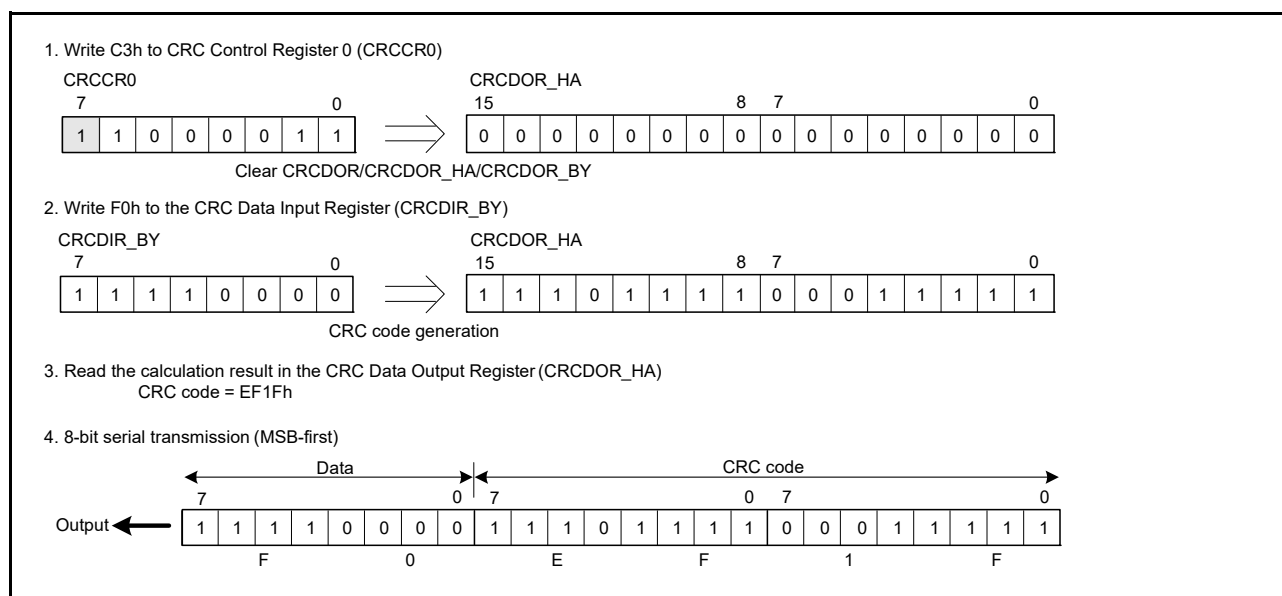 1. Write C3h to CRC Control Register 0 (CRCCR0)
CRCCR0 CRCDOR_HA
7 0 15 8 7 0
1 1 0 0 0 0 1 1 0 0 0 0 0 0 0 0 0 0 0 0 0 0 0 0
Clear CRCDOR/CRCDOR_HA/CRCDOR_BY
2. Write F0h to the CRC Data Input Register (CRCDIR_BY)
CRCDIR_BY CRCDOR_HA
7 0 15 8 7 0
1 1 1 1 0 0 0 0 1 1 1 0 1 1 1 1 0 0 0 1 1 1 1 1
CRC code generation
3. Read the calculation result in the CRC Data Output Register (CRCDOR_HA)
CRC code = EF1Fh
4. 8-bit serial transmission (MSB-first)
Data CRC code
7 0 7 0 7 0
Output 1 1 1 1 0 0 0 0 1 1 1 0 1 1 1 1 0 0 0 1 1 1 1 1
F 0 E F 1 F